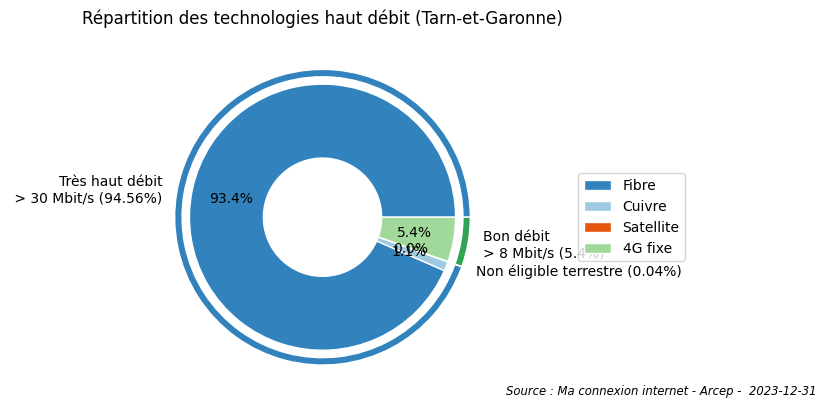 Répartition des technologies haut débit (Tarn-et-Garonne)
Très haut débit
> 30 Mbit/s (94.56%)
93.4%
5.4%
0.0%
1.1%
Bon débit
> 8 Mbit/s (5.4%)
Non éligible terrestre (0.04%)
Fibre
Cuivre
Satellite
4G fixe
Source : Ma connexion internet - Arcep - 2023-12-31